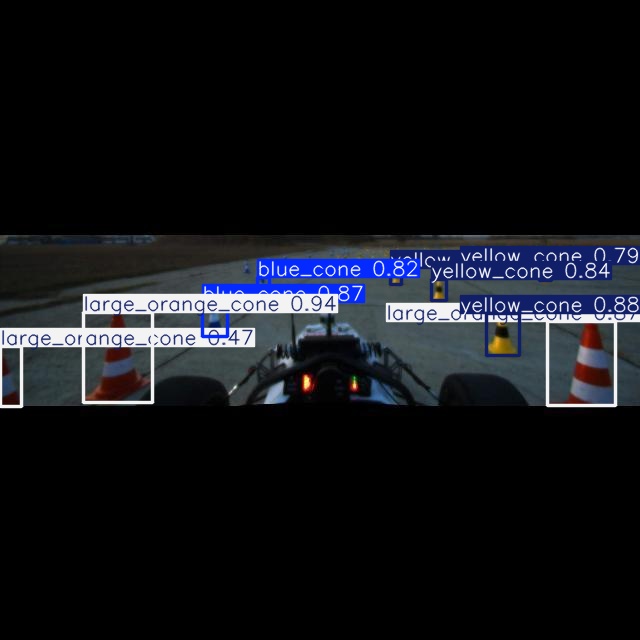 yellow_cone 0.79
blue_cone 0.82
yellow_cone 0.84
blue_cone 0.87
large_orange_cone 0.94
yellow_cone 0.88
large_orange_cone 0.47